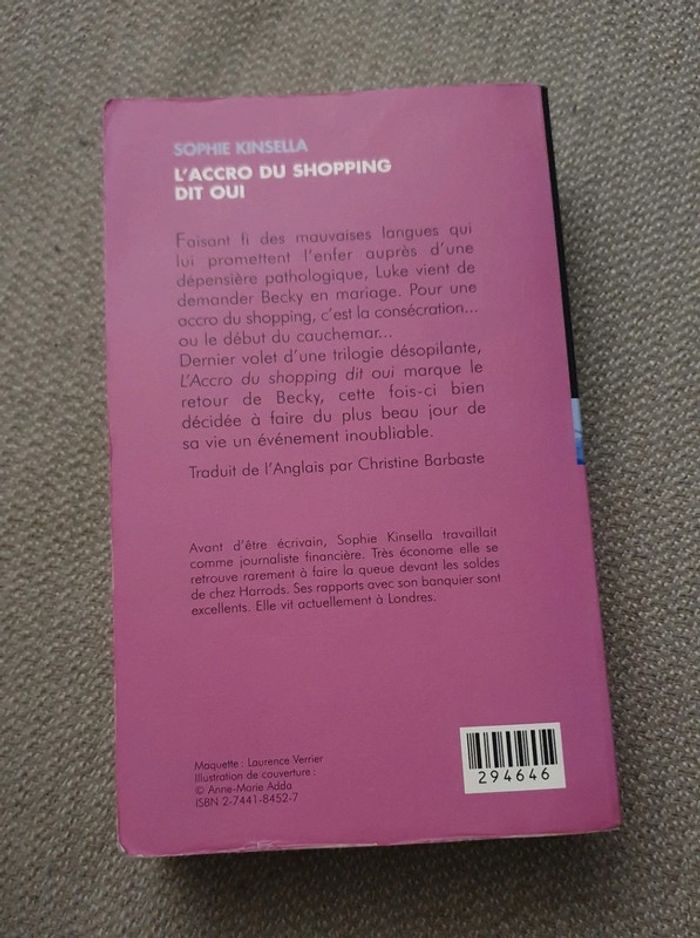 SOPHIE KINSELLA
L'ACCRO DU SHOPPING
DIT OUI
Faisant fi des mauvaises langues qui
lui promettent l'enfer auprès d'une
dépensière pathologique, Luke vient de
demander Becky en mariage. Pour une
accro du shopping, c'est la consécration...
ou le début du cauchemar...
Dernier volet d'une trilogie désopilante,
L'Accro du shopping dit oui marque le
retour de Becky, cette fois-ci bien
décidée à faire du plus beau jour de
sa vie un événement inoubliable.
Traduit de l'Anglais par Christine Barbaste
Avant d'être écrivain, Sophie Kinsella travaillait
comme journaliste financière. Très économe elle se
retrouve rarement à faire la queue devant les soldes
de chez Harrods. Ses rapports avec son banquier sont
excellents. Elle vit actuellement à Londres.
Maquette : Laurence Verrier
Illustration de couverture :
© Anne-Marie Adda
ISBN 2-7441-8452-7
294646